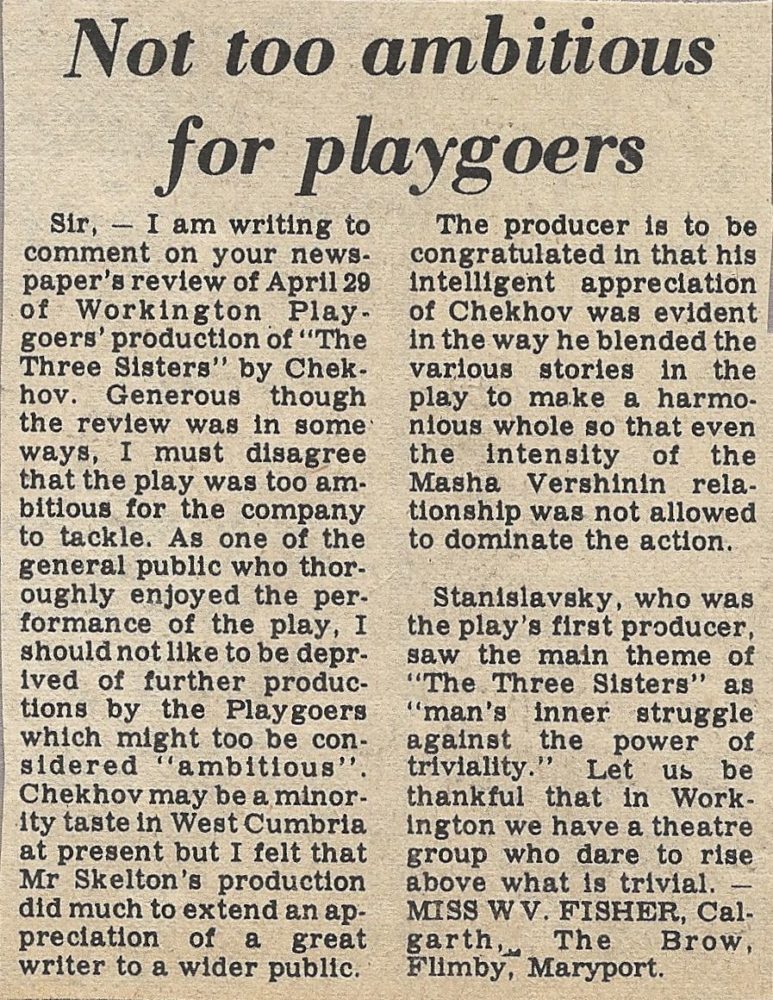 Not too ambitious
for playgoers
Sir, — I am writing to
comment on your news-
paper's review of April 29
of Workington Play-
goers' production of "The
Three Sisters" by Chek-
hov. Generous though
the review was in some
ways, I must disagree
that the play was too am-
bitious for the company
to tackle. As one of the
general public who thor-
oughly enjoyed the per-
formance of the play, I
should not like to be depr-
ived of further produc-
tions by the Playgoers
which might too be con-
sidered "ambitious".
Chekhov may be a minor-
ity taste in West Cumbria
at present but I felt that
Mr Skelton's production
did much to extend an ap-
preciation of a great
writer to a wider public.
The producer is to be
congratulated in that his
intelligent appreciation
of Chekhov was evident
in the way he blended the
various stories in the
play to make a harmo-
nious whole so that even
the intensity of the
Masha Vershinin rela-
tionship was not allowed
to dominate the action.
Stanislavsky, who was
the play's first producer,
saw the main theme of
"The Three Sisters" as
"man's inner struggle
against the power of
triviality." Let us be
thankful that in Work-
ington we have a theatre
group who dare to rise
above what is trivial. —
MISS W V. FISHER, Cal-
garth, The Brow,
Flimby, Maryport.